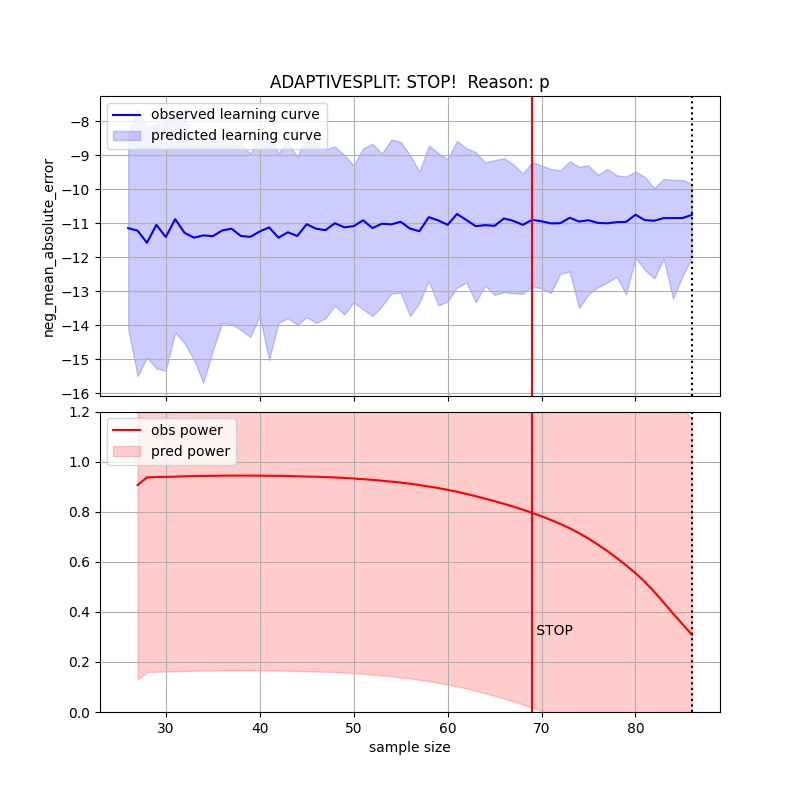 ADAPTIVESPLIT: STOP!  Reason: p
observed learning curve
predicted learning curve
neg_mean_absolute_error
−8
−9
−10
−11
−12
−13
−14
−15
−16
obs power
pred power
1.2
1.0
0.8
0.6
0.4
0.2
0.0
STOP
30 40 50 60 70 80
sample size